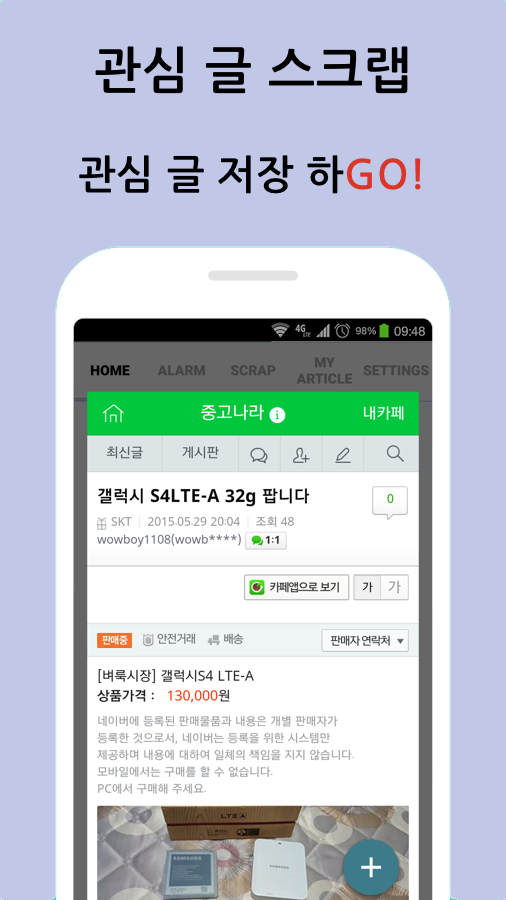 관심 글 스크랩
관심 글 저장 하GO!
4G LTE 98% 09:48
HOME ALARM SCRAP MY ARTICLE SETTINGS
중고나라 i 내카페
최신글 게시판
갤럭시 S4LTE-A 32g 팝니다
0
SKT 2015.05.29 20:04 조회 48
wowboy1108(wowb****) 1:1
카페앱으로 보기 가 가
판매중 안전거래 배송 판매자 연락처
[벼룩시장] 갤럭시S4 LTE-A
상품가격 : 130,000원
네이버에 등록된 판매물품과 내용은 개별 판매자가
등록한 것으로서, 네이버는 등록을 위한 시스템만
제공하며 내용에 대하여 일체의 책임을 지지 않습니다.
모바일에서는 구매를 할 수 없습니다.
PC에서 구매해 주세요.
LTE-A
SAMSUNG
SAMSUNG